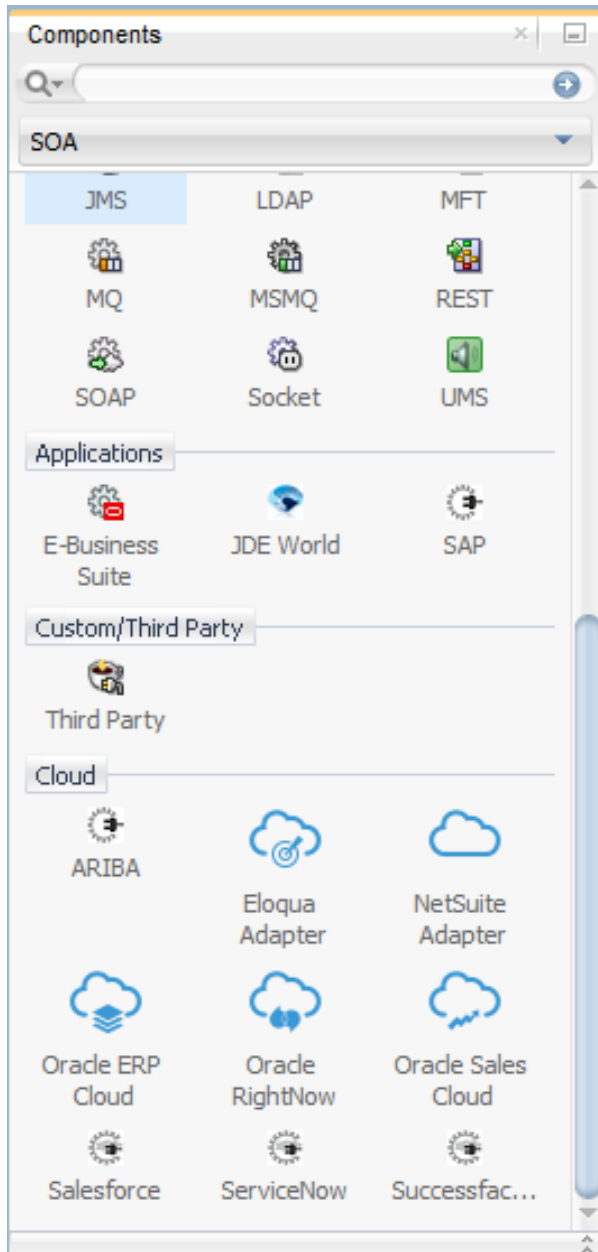 Components
SOA
JMS LDAP MFT
MQ MSMQ REST
SOAP Socket UMS
Applications
E-Business JDE World SAP
Suite
Custom/Third Party
Third Party
Cloud
ARIBA
Eloqua NetSuite
Adapter Adapter
Oracle ERP Oracle Oracle Sales
Cloud RightNow Cloud
Salesforce ServiceNow Successfac...